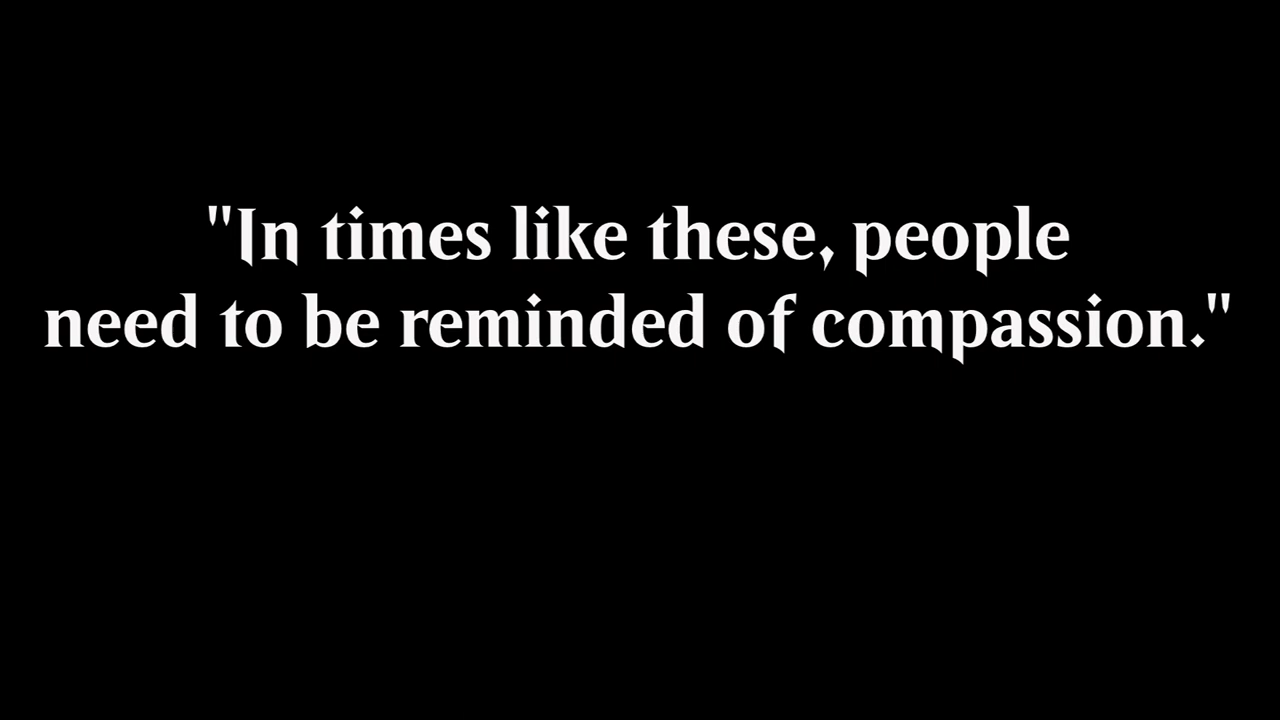 "In times like these, people
need to be reminded of compassion."